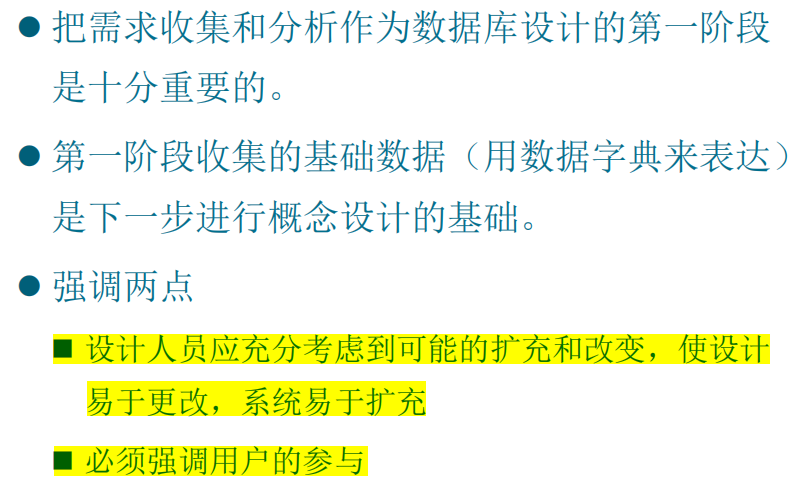 ● 把需求收集和分析作为数据库设计的第一阶段
是十分重要的。
● 第一阶段收集的基础数据（用数据字典来表达）
是下一步进行概念设计的基础。
● 强调两点
■ 设计人员应充分考虑到可能的扩充和改变，使设计
易于更改，系统易于扩充
■ 必须强调用户的参与